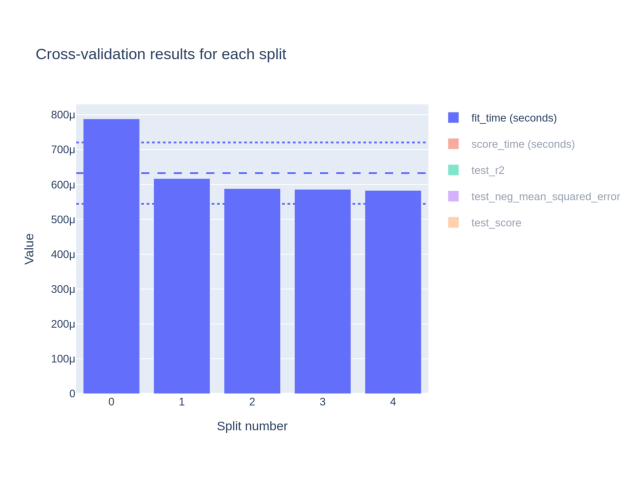 Cross-validation results for each split
800μ
700μ
600μ
500μ
400μ
300μ
200μ
100μ
0
Value
0 1 2 3 4
Split number
fit_time (seconds)
score_time (seconds)
test_r2
test_neg_mean_squared_error
test_score